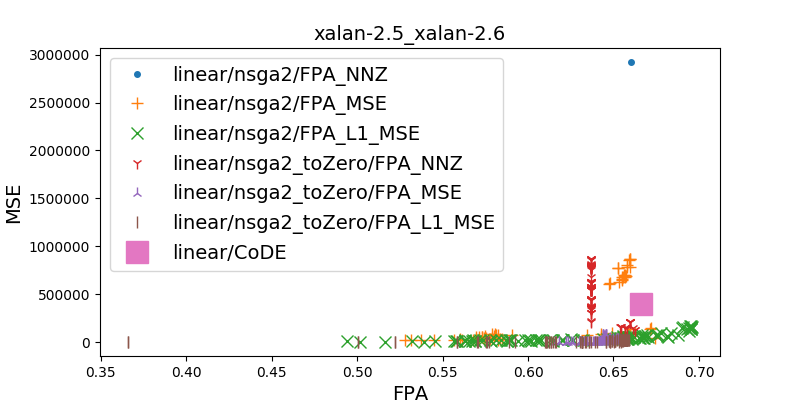 xalan-2.5_xalan-2.6
3000000
2500000
2000000
1500000
1000000
500000
0
MSE
linear/nsga2/FPA_NNZ
linear/nsga2/FPA_MSE
linear/nsga2/FPA_L1_MSE
linear/nsga2_toZero/FPA_NNZ
linear/nsga2_toZero/FPA_MSE
linear/nsga2_toZero/FPA_L1_MSE
linear/CoDE
0.35 0.40 0.45 0.50 0.55 0.60 0.65 0.70
FPA